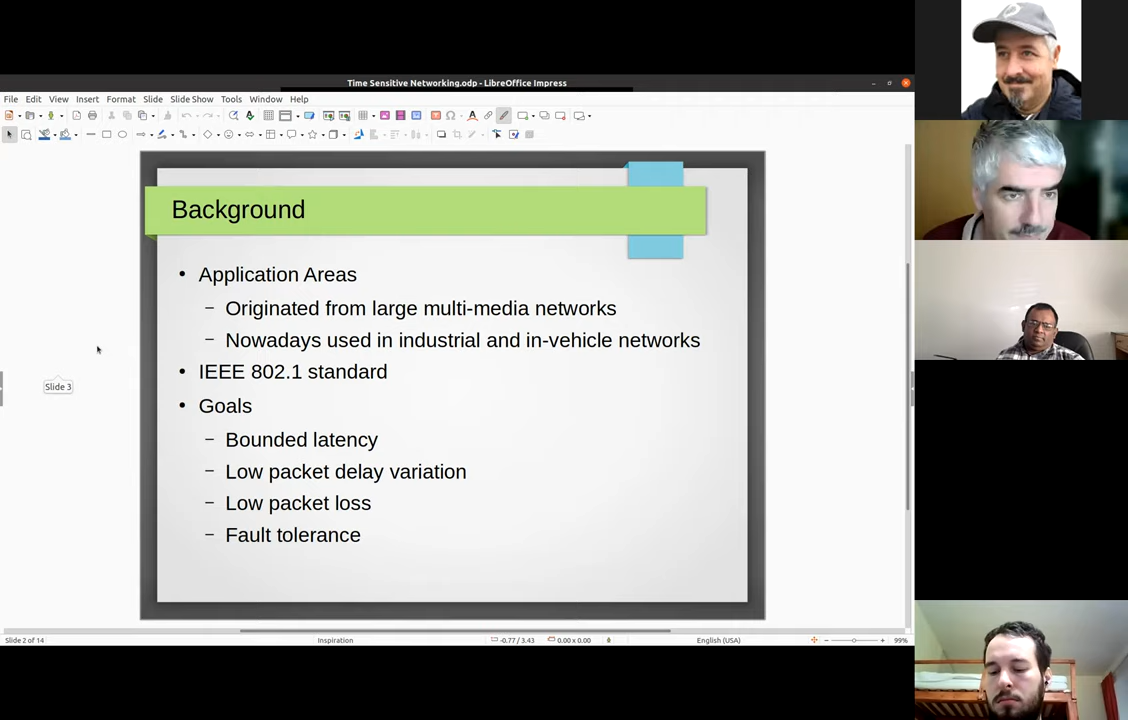 Time Sensitive Networking.odp - LibreOffice Impress
File Edit View Insert Format Slide Slide Show Tools Window Help
Background
• Application Areas
– Originated from large multi-media networks
– Nowadays used in industrial and in-vehicle networks
• IEEE 802.1 standard
• Goals
– Bounded latency
– Low packet delay variation
– Low packet loss
– Fault tolerance
Slide 3
Slide 2 of 14 Inspiration -0.77 / 3.43 0.00 x 0.00 English (USA) 99%